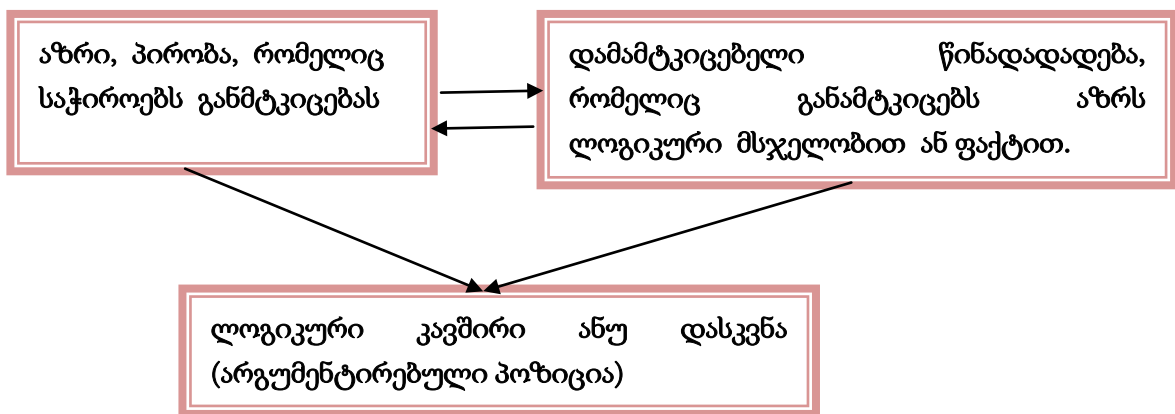 აზრი, პირობა, რომელიც
საჭიროებს განმტკიცებას
დამამტკიცებელი წინადადადება,
რომელიც განამტკიცებს აზრს
ლოგიკური მსჯელობით ან ფაქტით.
ლოგიკური კავშირი ანუ დასკვნა
(არგუმენტირებული პოზიცია)